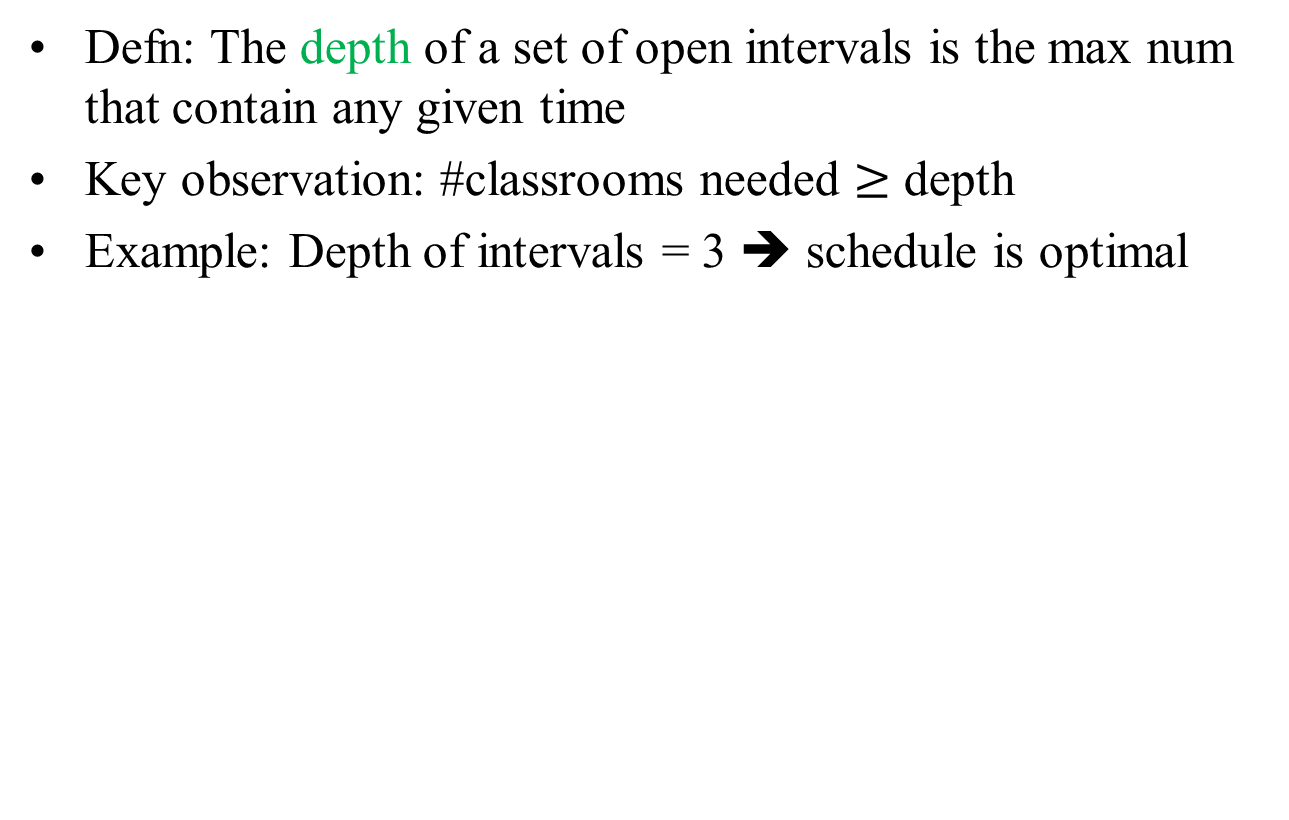 • Defn: The depth of a set of open intervals is the max num
that contain any given time
• Key observation: #classrooms needed ≥ depth
• Example: Depth of intervals = 3 ➔ schedule is optimal